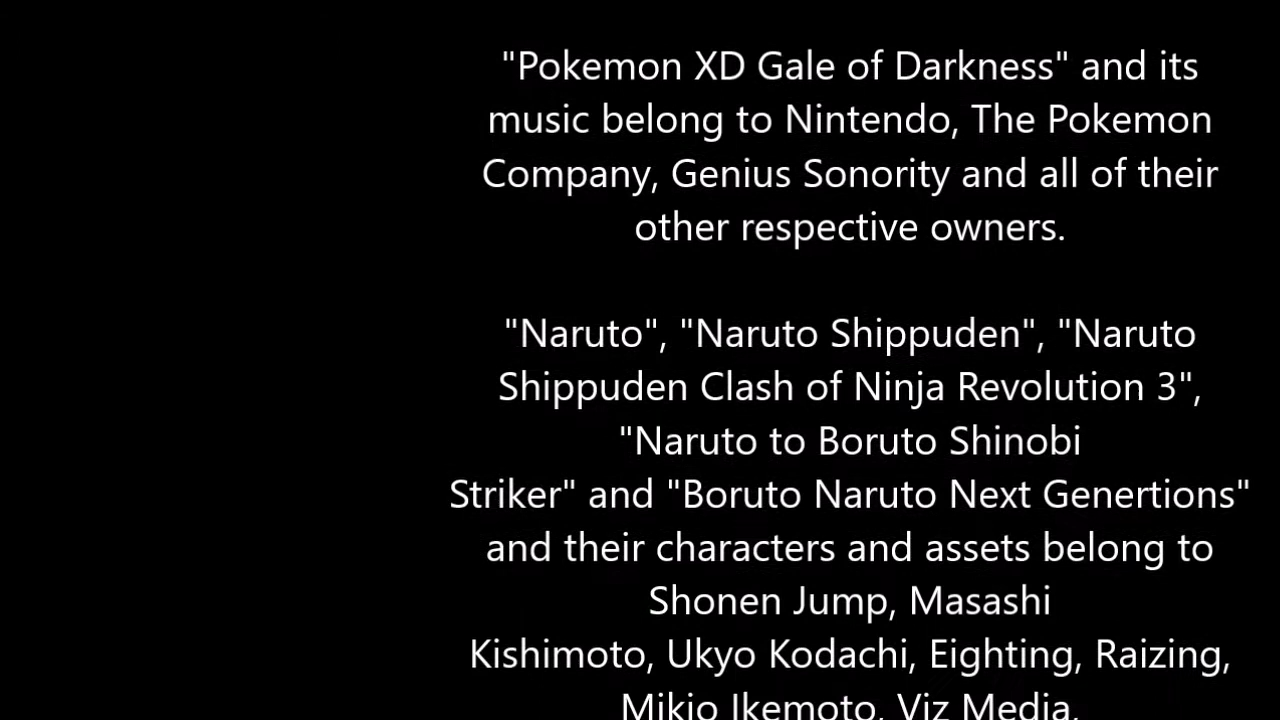 "Pokemon XD Gale of Darkness" and its
music belong to Nintendo, The Pokemon
Company, Genius Sonority and all of their
other respective owners.
"Naruto", "Naruto Shippuden", "Naruto
Shippuden Clash of Ninja Revolution 3",
"Naruto to Boruto Shinobi
Striker" and "Boruto Naruto Next Genertions"
and their characters and assets belong to
Shonen Jump, Masashi
Kishimoto, Ukyo Kodachi, Eighting, Raizing,
Mikio Ikemoto, Viz Media,